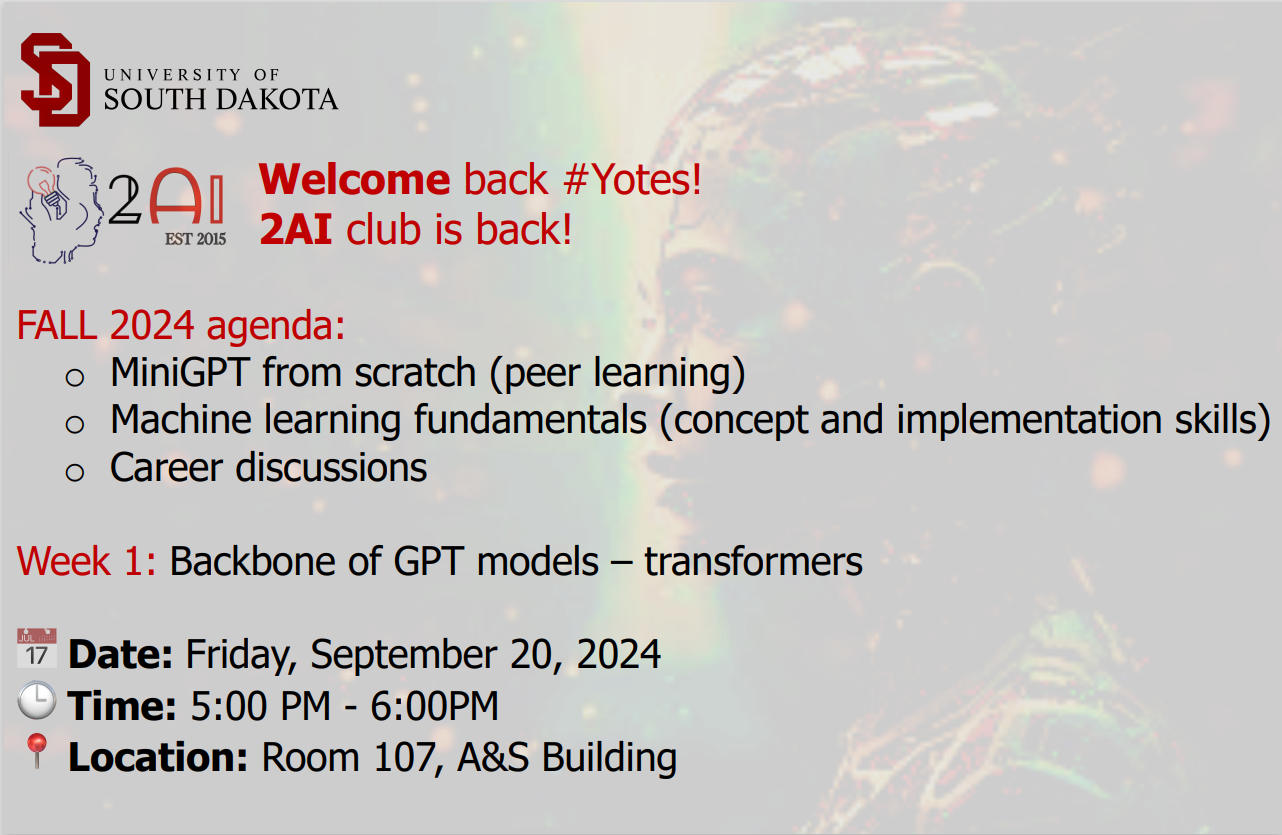 UNIVERSITY OF
SOUTH DAKOTA
2AI
EST 2015
Welcome back #Yotes!
2AI club is back!
FALL 2024 agenda:
○ MiniGPT from scratch (peer learning)
○ Machine learning fundamentals (concept and implementation skills)
○ Career discussions
Week 1: Backbone of GPT models – transformers
JUL
17
Date: Friday, September 20, 2024
Time: 5:00 PM - 6:00PM
Location: Room 107, A&S Building